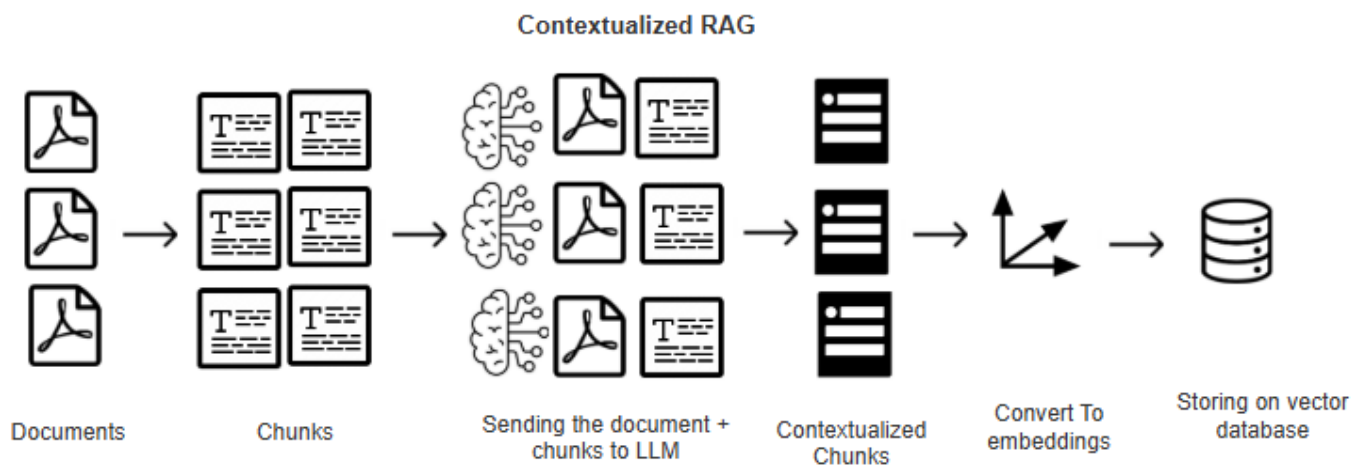 Contextualized RAG
Documents
Chunks
Sending the document +
chunks to LLM
Contextualized
Chunks
Convert To
embeddings
Storing on vector
database